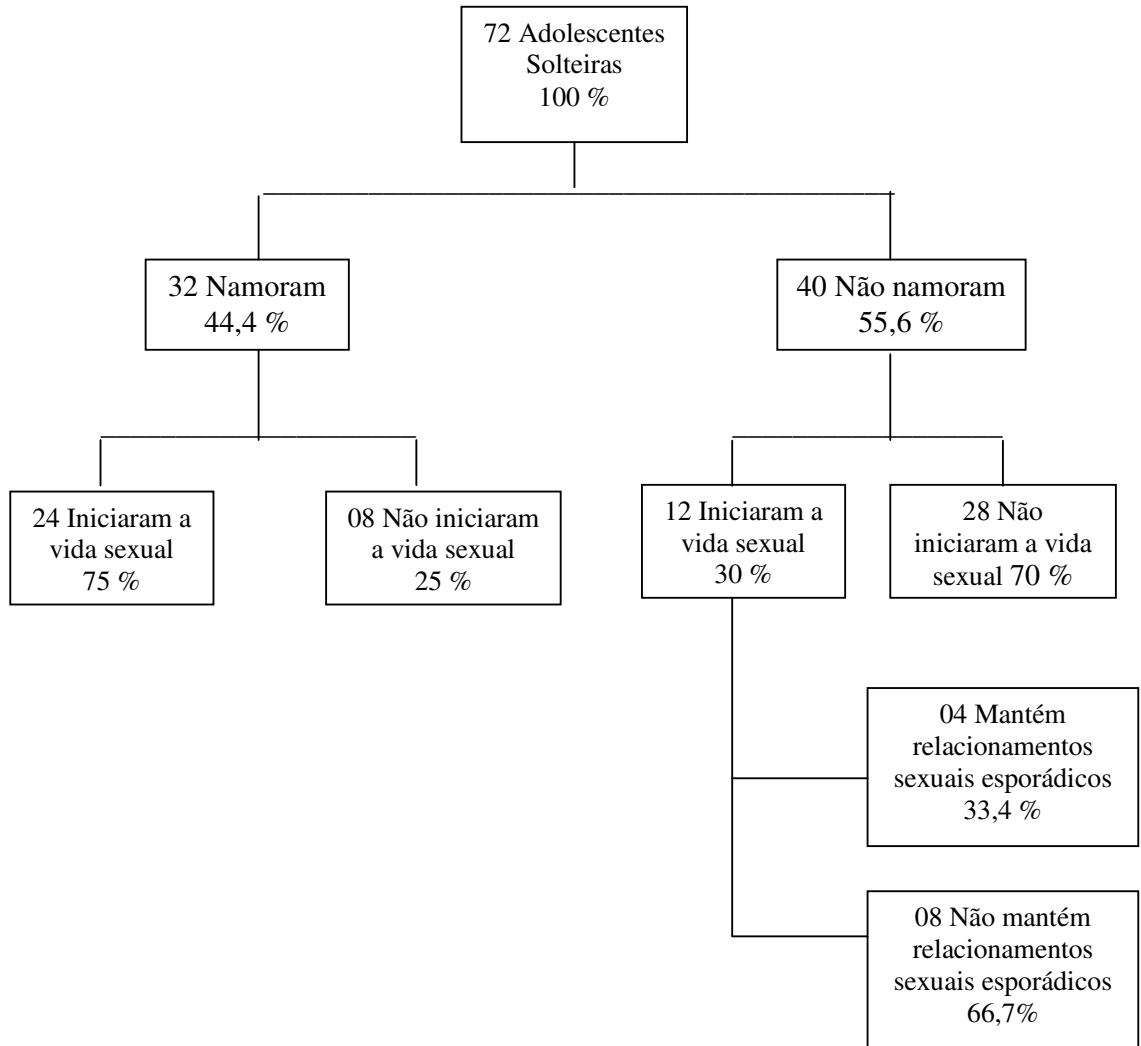 72 Adolescentes
Solteiras
100 %
32 Namoram
44,4 %
40 Não namoram
55,6 %
24 Iniciaram a
vida sexual
75 %
08 Não iniciaram
a vida sexual
25 %
12 Iniciaram a
vida sexual
30 %
28 Não
iniciaram a vida
sexual 70 %
04 Mantém
relacionamentos
sexuais esporádicos
33,4 %
08 Não mantém
relacionamentos
sexuais esporádicos
66,7%